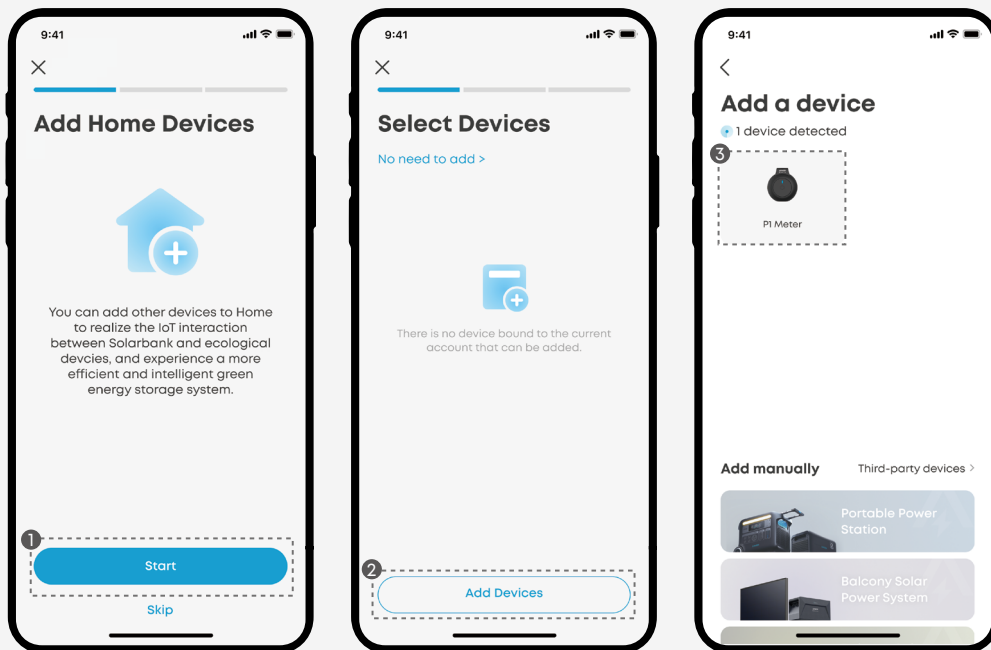 9:41
Add Home Devices
You can add other devices to Home
to realize the IoT interaction
between Solarbank and ecological
devcies, and experience a more
efficient and intelligent green
energy storage system.
1
Start
Skip
9:41
Select Devices
No need to add >
There is no device bound to the current
account that can be added.
2
Add Devices
9:41
Add a device
1 device detected
3
P1 Meter
Add manually
Third-party devices >
Portable Power
Station
Balcony Solar
Power System